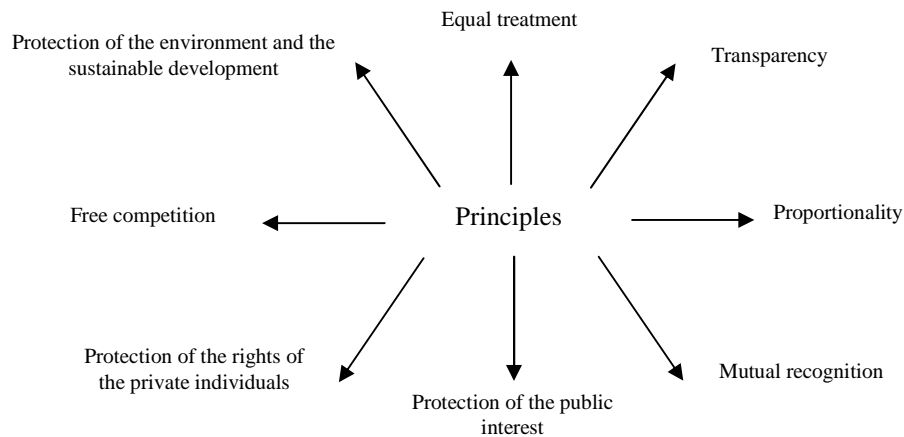 Equal treatment
Protection of the environment and the
sustainable development
Transparency
Free competition
Principles
Proportionality
Protection of the rights of
the private individuals
Mutual recognition
Protection of the public
interest